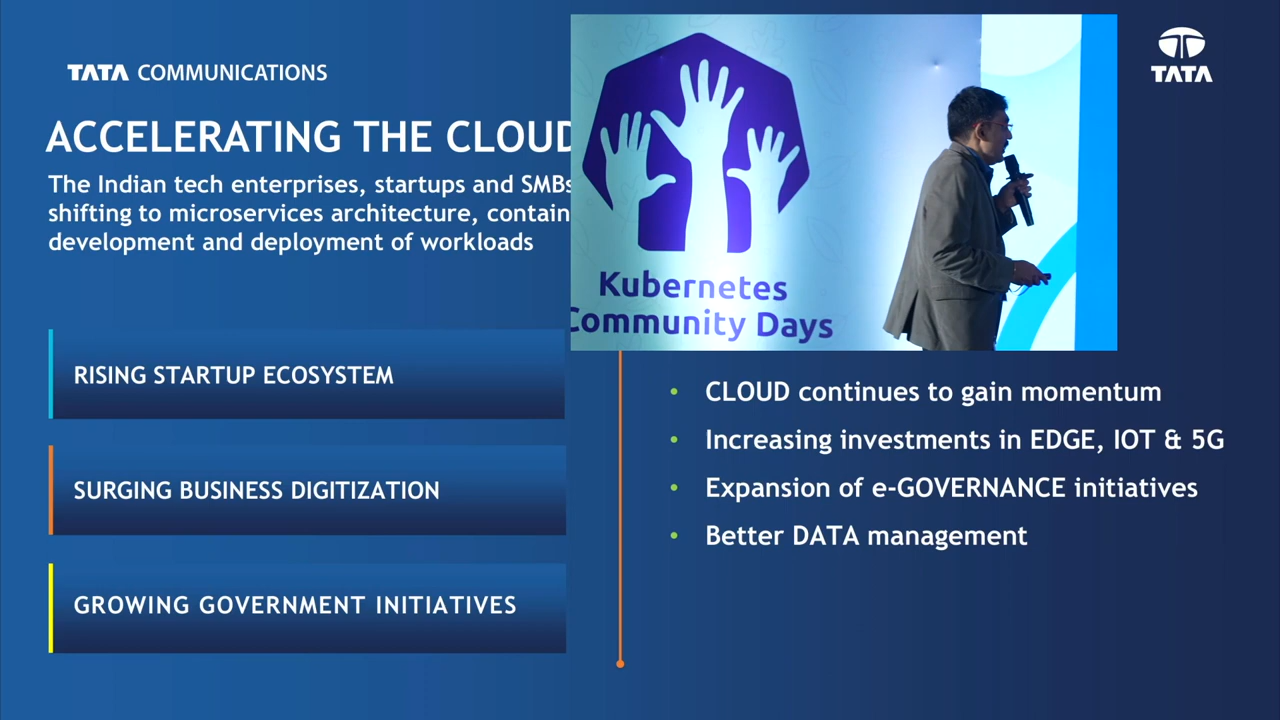 TATA COMMUNICATIONS
TATA
ACCELERATING THE CLOUD
The Indian tech enterprises, startups and SMBs
shifting to microservices architecture,
development and deployment of workloads
Kubernetes
Community Days
RISING STARTUP ECOSYSTEM
SURGING BUSINESS DIGITIZATION
GROWING GOVERNMENT INITIATIVES
• CLOUD continues to gain momentum
• Increasing investments in EDGE, IOT & 5G
• Expansion of e-GOVERNANCE initiatives
• Better DATA management